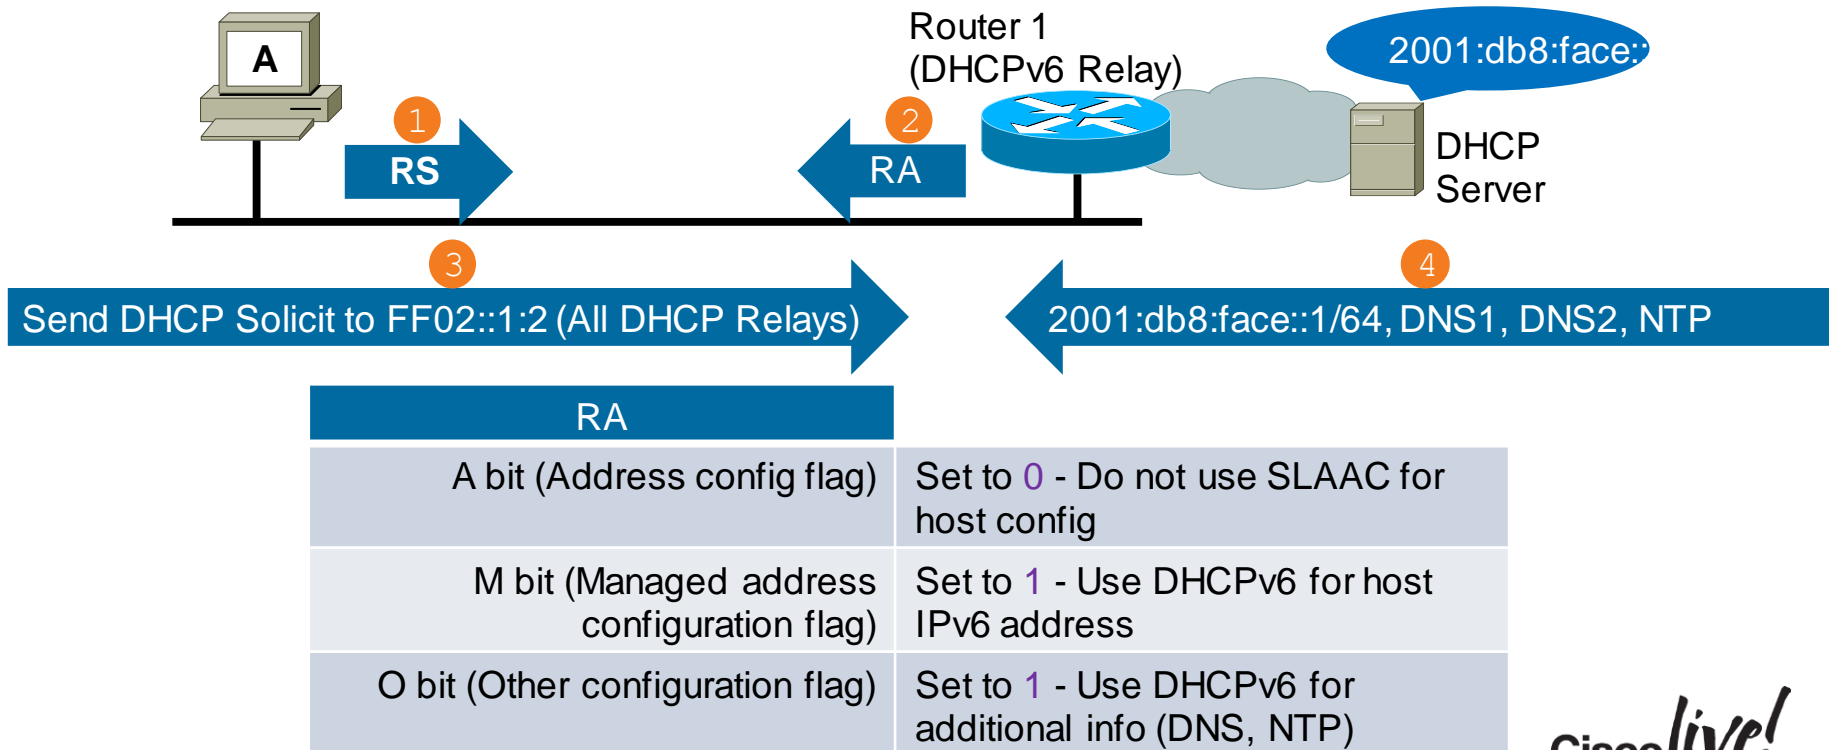 A
Router 1
(DHCPv6 Relay)
2001:db8:face::
1
RS
2
RA
DHCP
Server
3
4
Send DHCP Solicit to FF02::1:2 (All DHCP Relays)
2001:db8:face::1/64, DNS1, DNS2, NTP
RA
A bit (Address config flag)
Set to 0 - Do not use SLAAC for
host config
M bit (Managed address
configuration flag)
Set to 1 - Use DHCPv6 for host
IPv6 address
O bit (Other configuration flag)
Set to 1 - Use DHCPv6 for
additional info (DNS, NTP)
Cisco live!